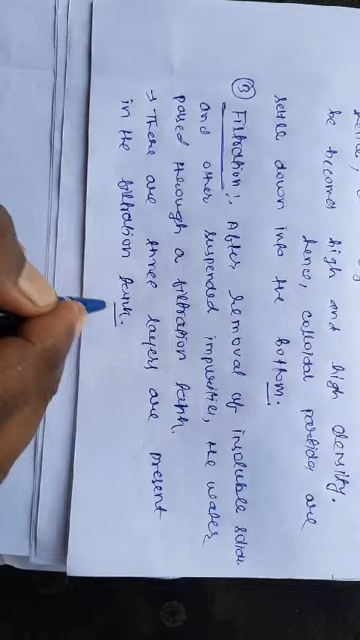 be becomes high and high density.
hence, colloidal particles are
settle down into the bottom.
③ Filtration:- After removal of insoluble solids
and other suspended impurities, the water
passed through a filtration tank.
→ There are three layers are present
in the filtration tank.